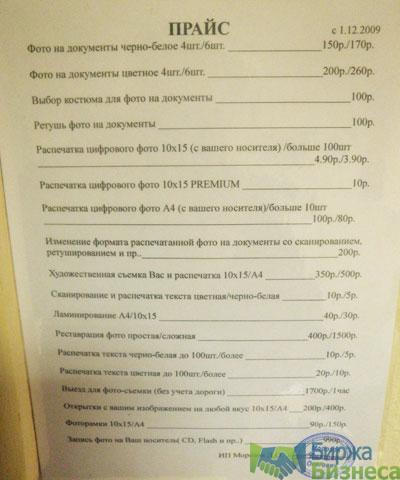 ПРАЙС
с 1.12.2009
Фото на документы черно-белое 4шт./6шт. 150р./170р.
Фото на документы цветное 4шт./6шт. 200р./260р.
Выбор костюма для фото на документы 100р.
Ретушь фото на документы 100р.
Распечатка цифрового фото 10х15 (с вашего носителя) /больше 100шт
4.90р./3.90р.
Распечатка цифрового фото 10х15 PREMIUM 10р.
Распечатка цифрового фото А4 (с вашего носителя)/больше 10шт
100р./80р.
Изменение формата распечатанной фото на документы со сканированием,
ретушированием и пр.. 200р.
Художественная съемка Вас и распечатка 10х15/А4 350р./500р.
Сканирование и распечатка текста цветная/черно-белая 10р./5р.
Ламинирование А4/10х15 40р./30р.
Реставрация фото простая/сложная 400р./1500р.
Распечатка текста черно-белая до 100шт./более 10р./5р.
Распечатка текста цветная до 100шт./более 20р./10р.
Выезд для фото-съемки (без учета дороги) 1700р./1час
Открытки с вашим изображением на любой вкус 10х15/А4 200р./400р.
Фоторамки 10х15/А4 90р./150р.
Запись фото на Ваш носитель( CD, Flash и пр..)
ИП
Биржа
Бизнеса